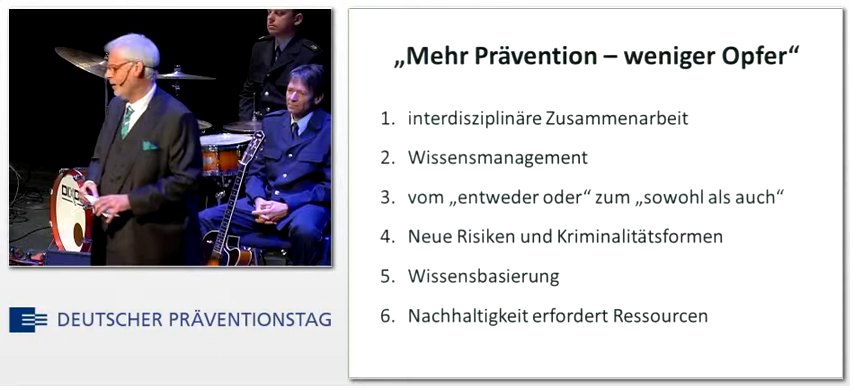 „Mehr Prävention – weniger Opfer“
1. interdisziplinäre Zusammenarbeit
2. Wissensmanagement
3. vom „entweder oder“ zum „sowohl als auch“
4. Neue Risiken und Kriminalitätsformen
5. Wissensbasierung
6. Nachhaltigkeit erfordert Ressourcen
DEUTSCHER PRÄVENTIONSTAG